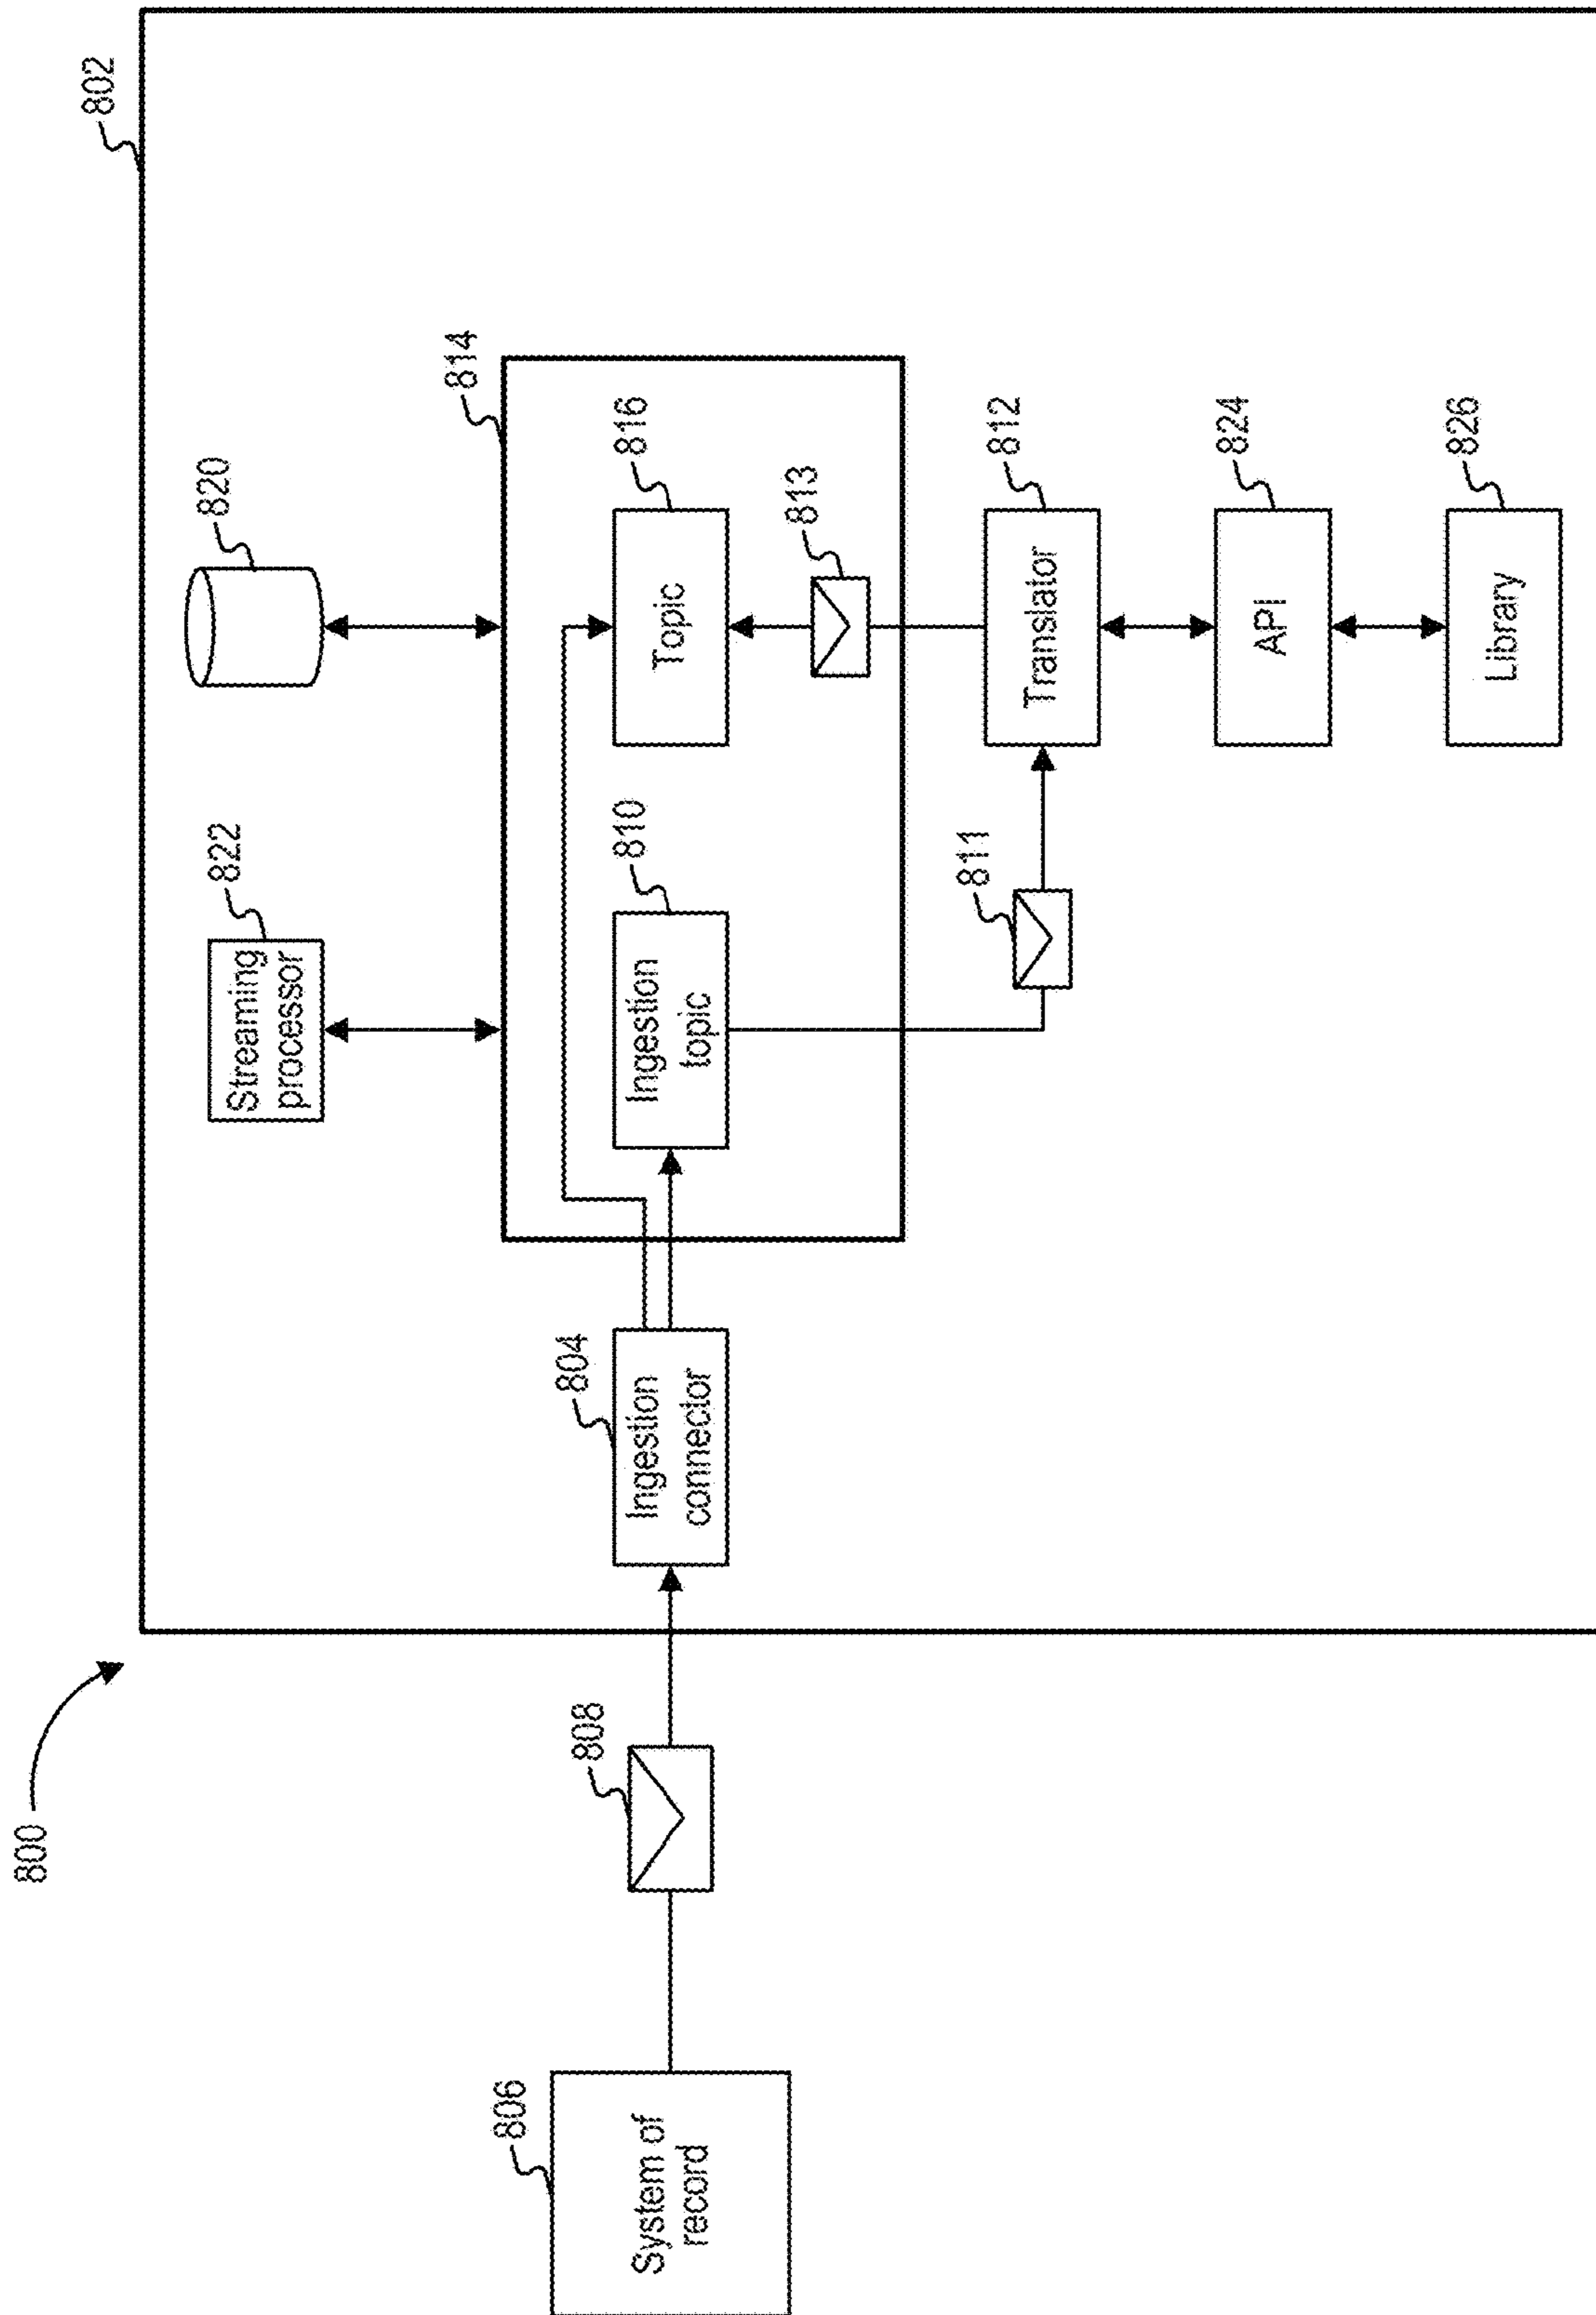 800
802
822
Streaming
processor
820
814
806
System of
record
808
804
Ingestion
connector
810
Ingestion
topic
816
Topic
813
811
812
Translator
824
API
826
Library